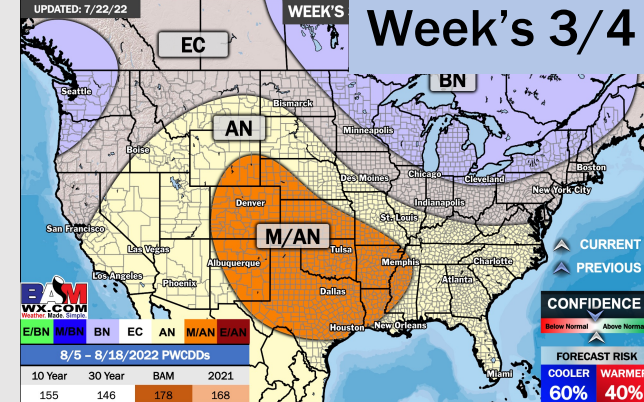 UPDATED: 7/22/22
WEEK'S
Week's 3/4
EC
BN
Seattle
Bismarck
AN
Minneapolis
Boise
Boston
Des Moines
Chicago
Cleveland
New York City
Denver
Indianapolis
St. Louis
San Francisco
M/AN
CURRENT
Las Vegas
Tulsa
Albuquerque
Memphis
Charlotte
PREVIOUS
Los Angeles
Phoenix
Dallas
Atlanta
BAM
WX.COM
Weather. Made. Simple.
CONFIDENCE
Houston
New Orleans
Below Normal
Above Norma
E/BN M/BN BN EC AN M/AN E/AN
8/5 – 8/18/2022 PWCDDs
FORECAST RISK
Miami
10 Year 30 Year BAM 2021
COOLER WARMER
155 146 178 168
60% 40%